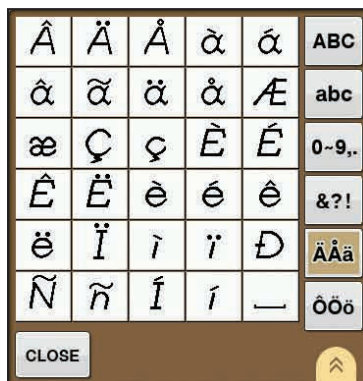 Â Ä Å à á ABC
â ã ä å Æ abc
æ Ç ç È É 0~9,.
Ê Ë è é ê &?!
ë Ï ì ï Ð ÄÅä
Ñ ñ Í í ÔÖö
CLOSE